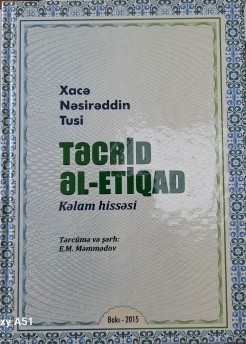 Xacə
Nəsirəddin
Tusi
TƏCRİD
ƏL-ETİQAD
Kəlam hissəsi
Tərcümə və şərh:
E.M. Məmmədov
Bakı - 2015
xy A51